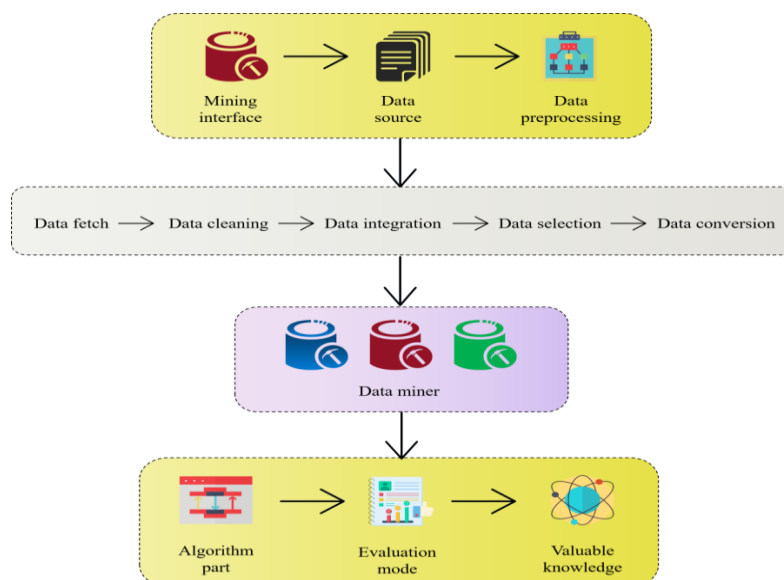 Mining
interface
Data
source
Data
preprocessing
Data fetch
Data cleaning
Data integration
Data selection
Data conversion
Data miner
Algorithm
part
Evaluation
mode
Valuable
knowledge